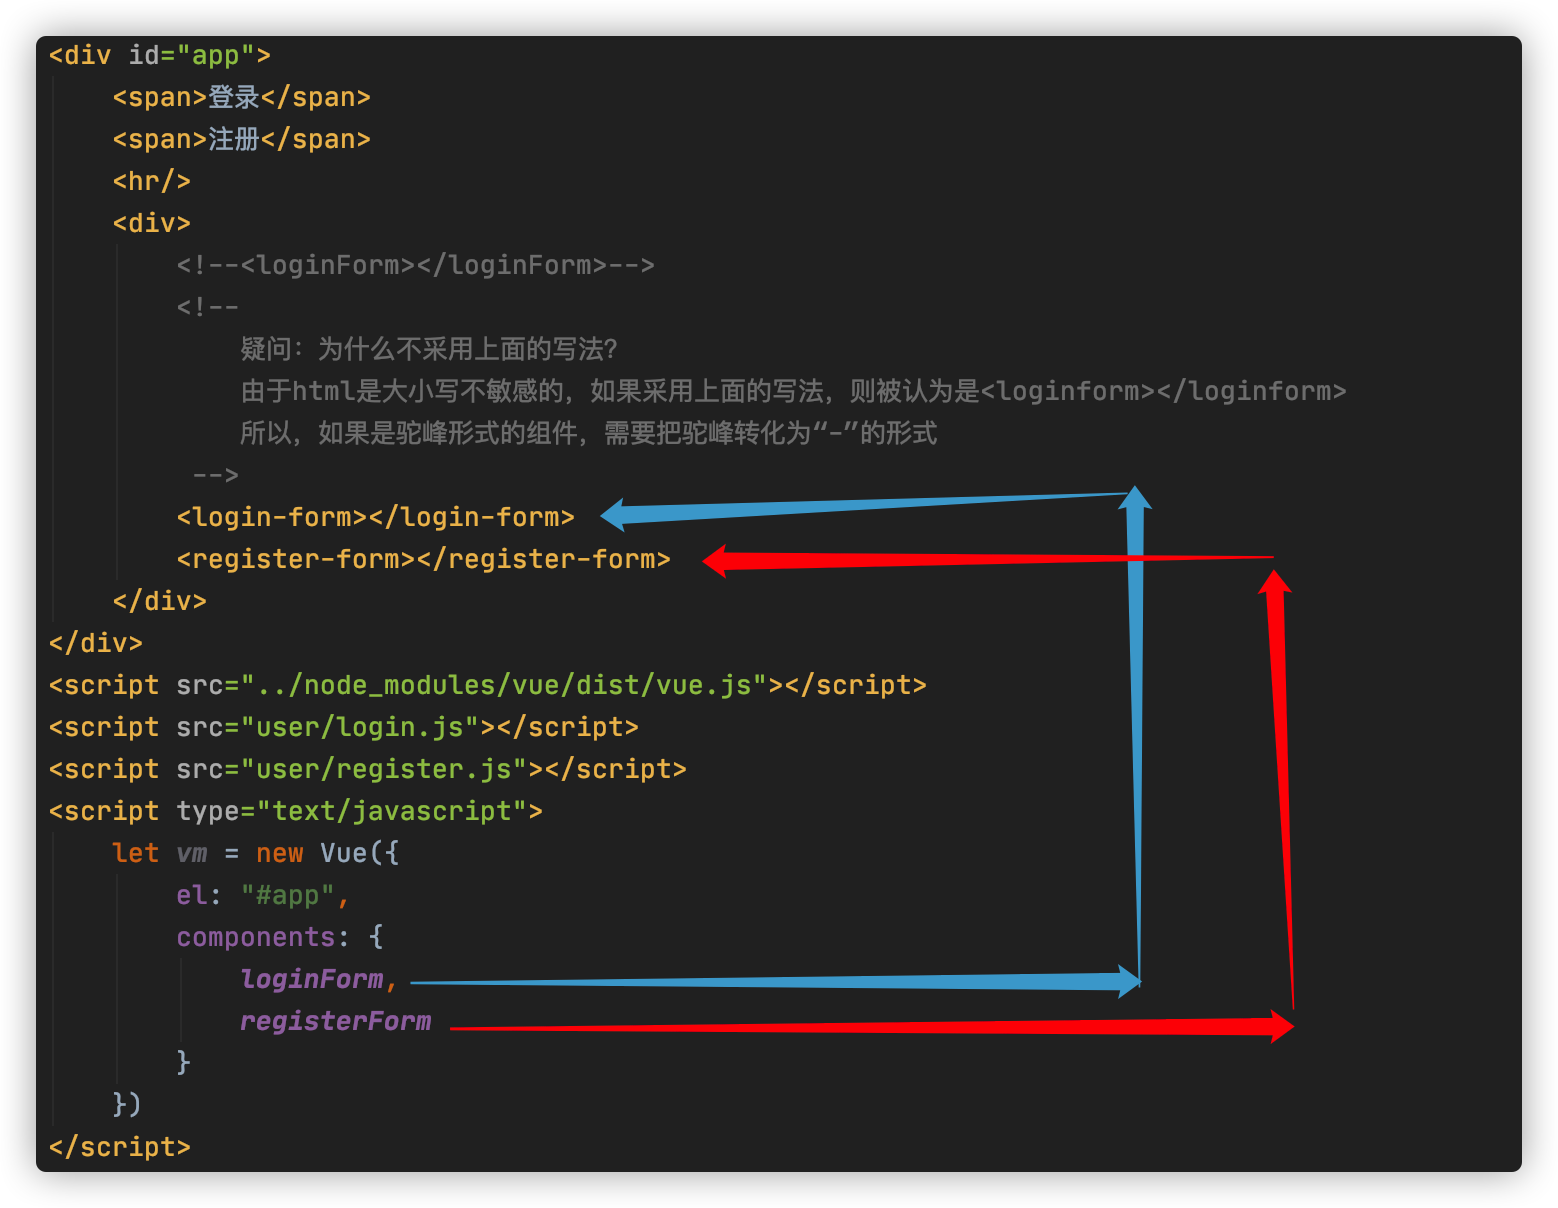 <div id="app">
    <span>登录</span>
    <span>注册</span>
    <hr/>
    <div>
        <!--<loginForm></loginForm>-->
        <!--
            疑问：为什么不采用上面的写法？
            由于html是大小写不敏感的，如果采用上面的写法，则被认为是<loginform></loginform>
            所以，如果是驼峰形式的组件，需要把驼峰转化为“-”的形式
         -->
        <login-form></login-form>
        <register-form></register-form>
    </div>
</div>
<script src="../node_modules/vue/dist/vue.js"></script>
<script src="user/login.js"></script>
<script src="user/register.js"></script>
<script type="text/javascript">
    let vm = new Vue({
        el: "#app",
        components: {
            loginForm,
            registerForm
        }
    })
</script>